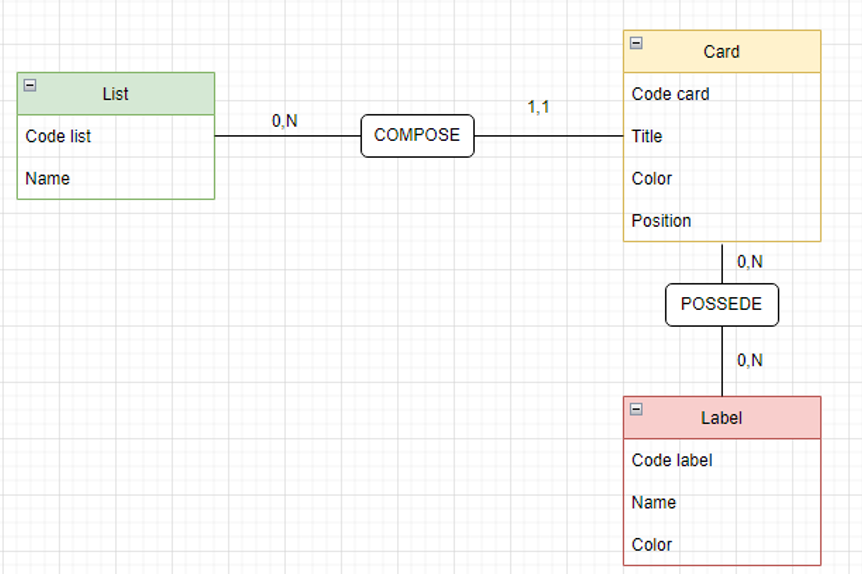 List
Code list
Name
0,N
COMPOSE
1,1
Card
Code card
Title
Color
Position
0,N
POSSEDE
0,N
Label
Code label
Name
Color